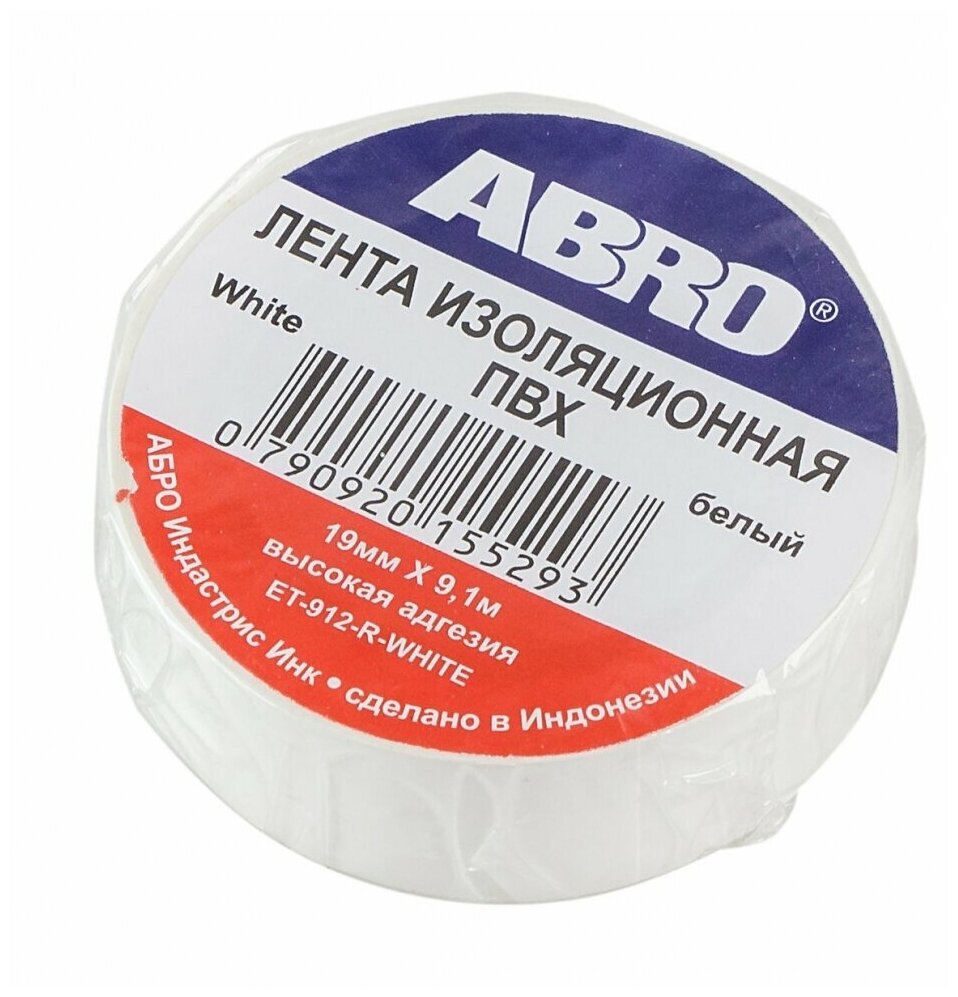 ABRO®
ЛЕНТА ИЗОЛЯЦИОННАЯ
ПВХ
White
белый
0 790920 155293
19мм X 9,1м
высокая адгезия
ET-912-R-WHITE
АБРО Индастрис Инк • сделано в Индонезии